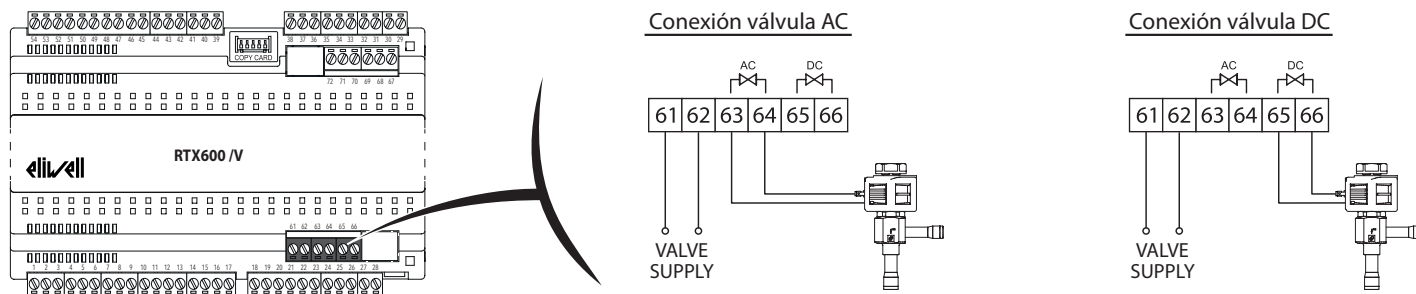 54 53 52 51 50 49 48 47 46 45 44 43 42 41 40 39
38 37 36 35 34 33 32 31 30 29
COPY CARD
72 71 70 69 68 67
eliwell
RTX600 /V
61 62 63 64 65 66
1 2 3 4 5 6 7 8 9 10 11 12 13 14 15 16 17
18 19 20 21 22 23 24 25 26 27 28
Conexión válvula AC
AC DC
61 62 63 64 65 66
VALVE
SUPPLY
Conexión válvula DC
AC DC
61 62 63 64 65 66
VALVE
SUPPLY